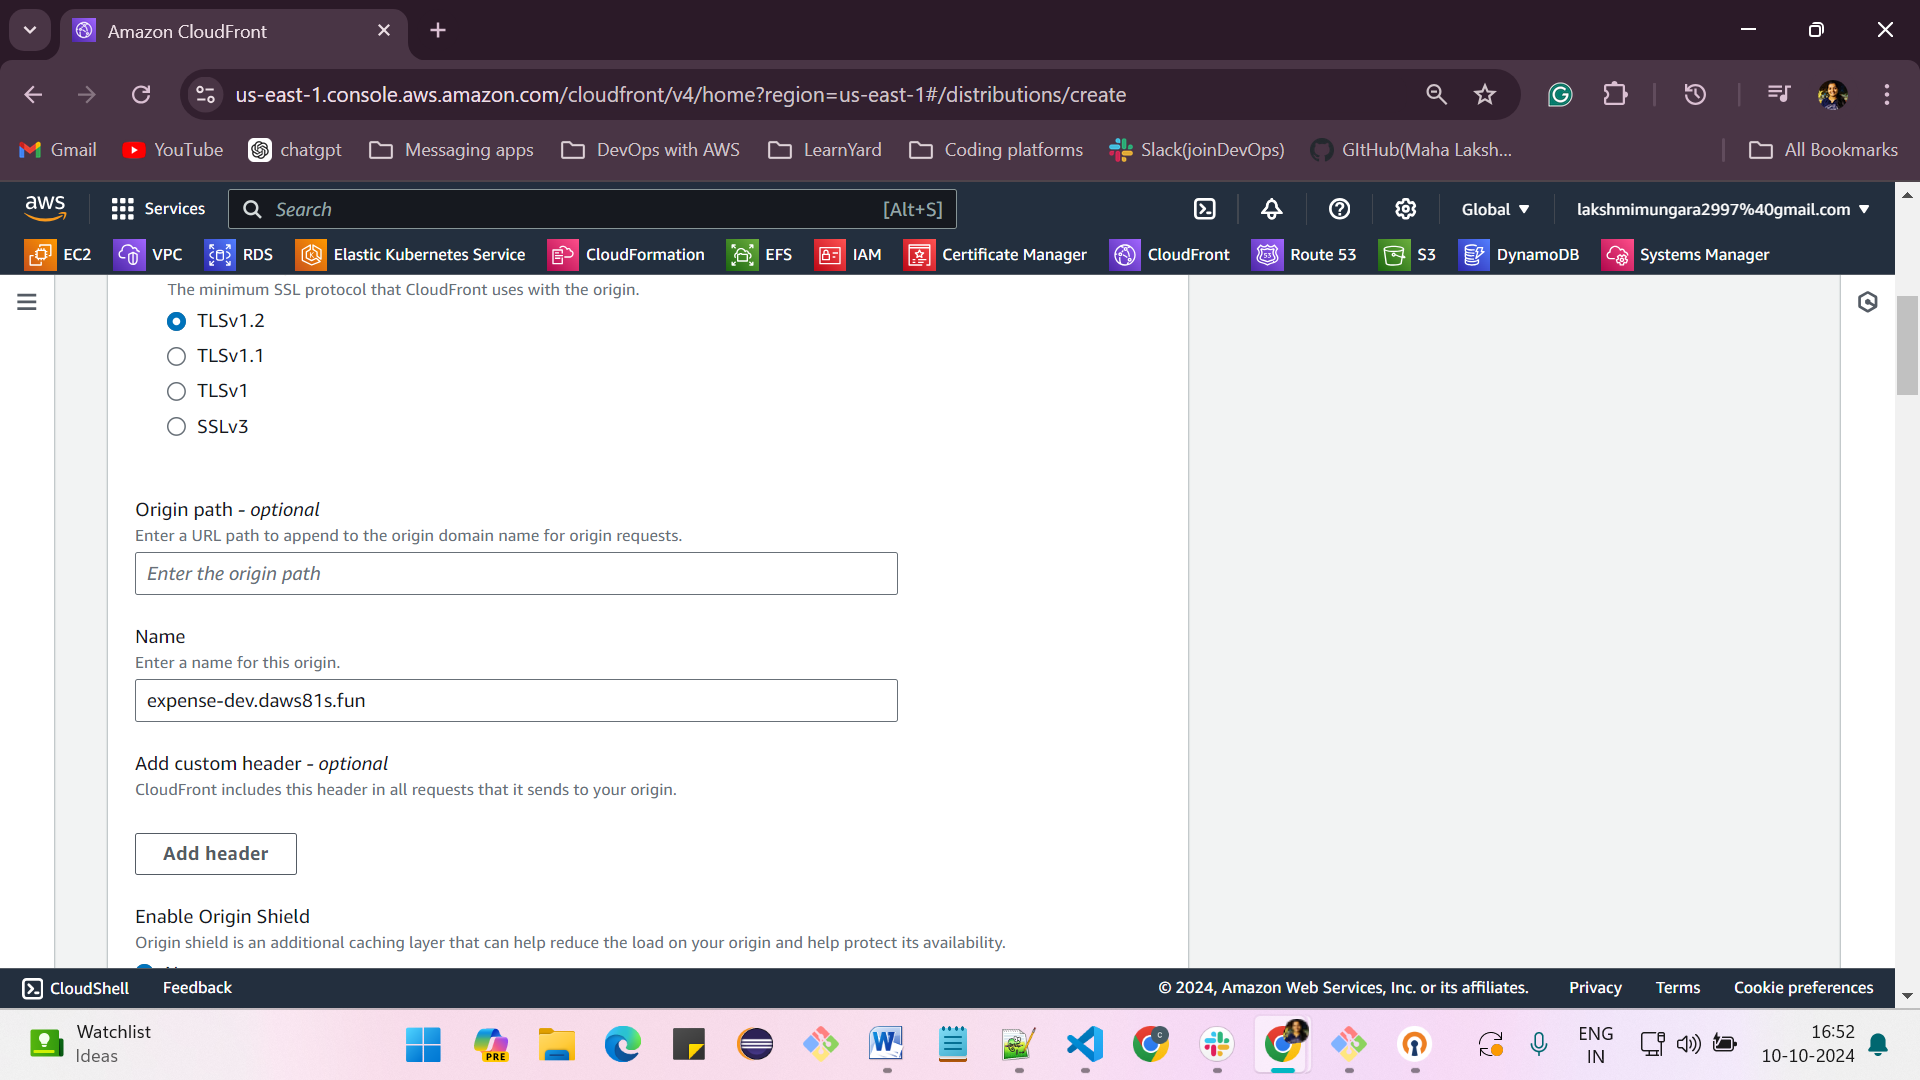 Amazon CloudFront
us-east-1.console.aws.amazon.com/cloudfront/v4/home?region=us-east-1#/distributions/create
Gmail YouTube chatgpt Messaging apps DevOps with AWS LearnYard Coding platforms Slack(joinDevOps) GItHub(Maha Laksh... All Bookmarks
aws Services Search [Alt+S] Global lakshmimungara2997%40gmail.com
EC2 VPC RDS Elastic Kubernetes Service CloudFormation EFS IAM Certificate Manager CloudFront Route 53 S3 DynamoDB Systems Manager
The minimum SSL protocol that CloudFront uses with the origin.
TLSv1.2
TLSv1.1
TLSv1
SSLv3
Origin path - optional
Enter a URL path to append to the origin domain name for origin requests.
Enter the origin path
Name
Enter a name for this origin.
expense-dev.daws81s.fun
Add custom header - optional
CloudFront includes this header in all requests that it sends to your origin.
Add header
Enable Origin Shield
Origin shield is an additional caching layer that can help reduce the load on your origin and help protect its availability.
CloudShell Feedback © 2024, Amazon Web Services, Inc. or its affiliates. Privacy Terms Cookie preferences
Watchlist
Ideas
PRE
ENG
IN
16:52
10-10-2024